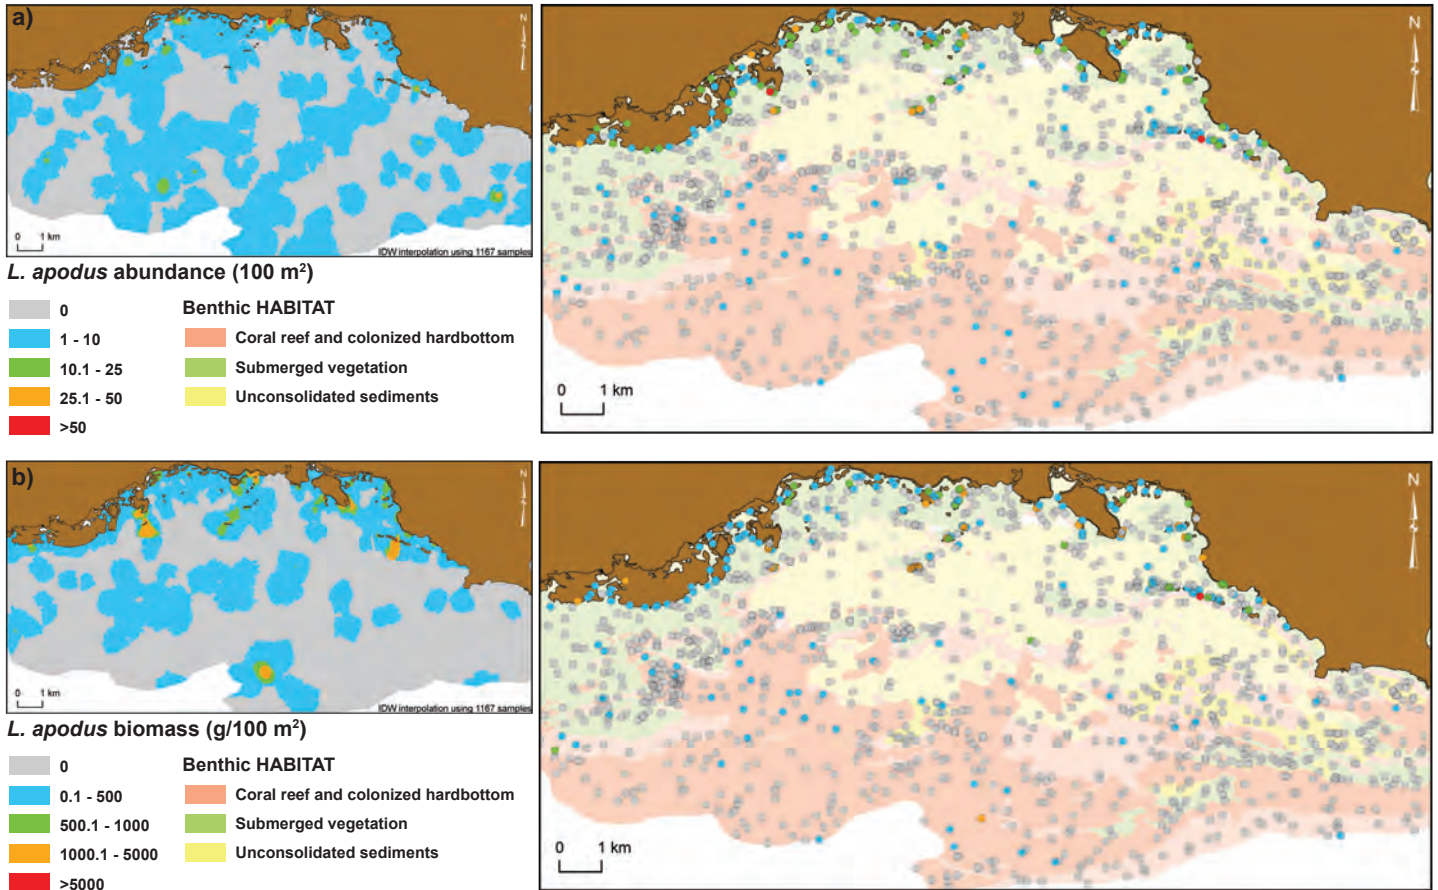 a)
N
0 1 km
IDW interpolation using 1167 samples
L. apodus abundance (100 m²)
0
1 - 10
10.1 - 25
25.1 - 50
>50
Benthic HABITAT
Coral reef and colonized hardbottom
Submerged vegetation
Unconsolidated sediments
N
0 1 km
b)
N
0 1 km
IDW interpolation using 1167 samples
L. apodus biomass (g/100 m²)
0
0.1 - 500
500.1 - 1000
1000.1 - 5000
>5000
Benthic HABITAT
Coral reef and colonized hardbottom
Submerged vegetation
Unconsolidated sediments
N
0 1 km